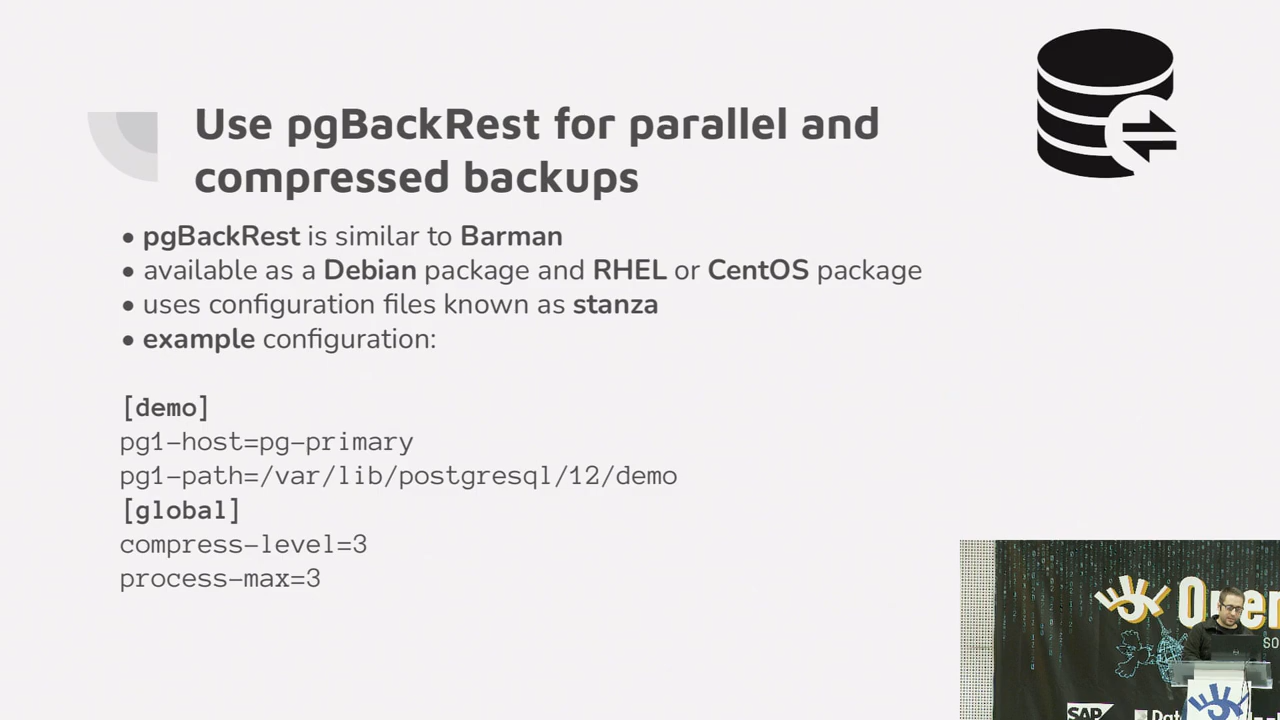 Use pgBackRest for parallel and
compressed backups
• pgBackRest is similar to Barman
• available as a Debian package and RHEL or CentOS package
• uses configuration files known as stanza
• example configuration:
[demo]
pg1-host=pg-primary
pg1-path=/var/lib/postgresql/12/demo
[global]
compress-level=3
process-max=3
SAP